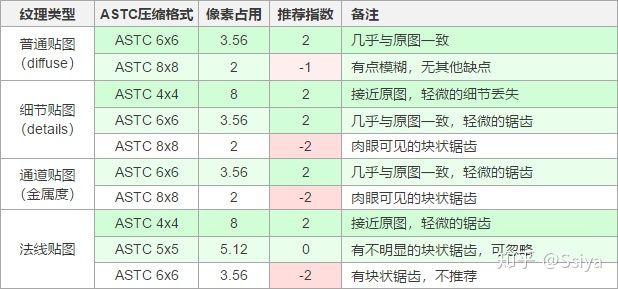 纹理类型 ASTC压缩格式 像素占用 推荐指数 备注
普通贴图
（diffuse）
ASTC 6x6 3.56 2 几乎与原图一致
ASTC 8x8 2 -1 有点模糊，无其他缺点
细节贴图
（details）
ASTC 4x4 8 2 接近原图，轻微的细节丢失
ASTC 6x6 3.56 2 几乎与原图一致，轻微的锯齿
ASTC 8x8 2 -2 肉眼可见的块状锯齿
通道贴图
（金属度）
ASTC 6x6 3.56 2 几乎与原图一致，轻微的锯齿
ASTC 8x8 2 -2 肉眼可见的块状锯齿
法线贴图
ASTC 4x4 8 2 接近原图，轻微的锯齿
ASTC 5x5 5.12 0 有不明显的块状锯齿，可忽略
ASTC 6x6 3.56 -2 有块状锯齿，不推荐
知乎 @Ssiya